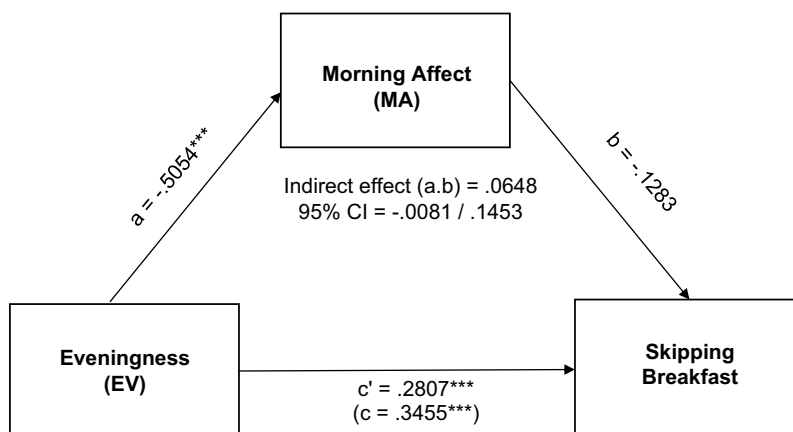 Morning Affect
(MA)
a = -.5054***
b = -.1283
Indirect effect (a.b) = .0648
95% CI = -.0081 / .1453
Eveningness
(EV)
c' = .2807***
(c = .3455***)
Skipping
Breakfast